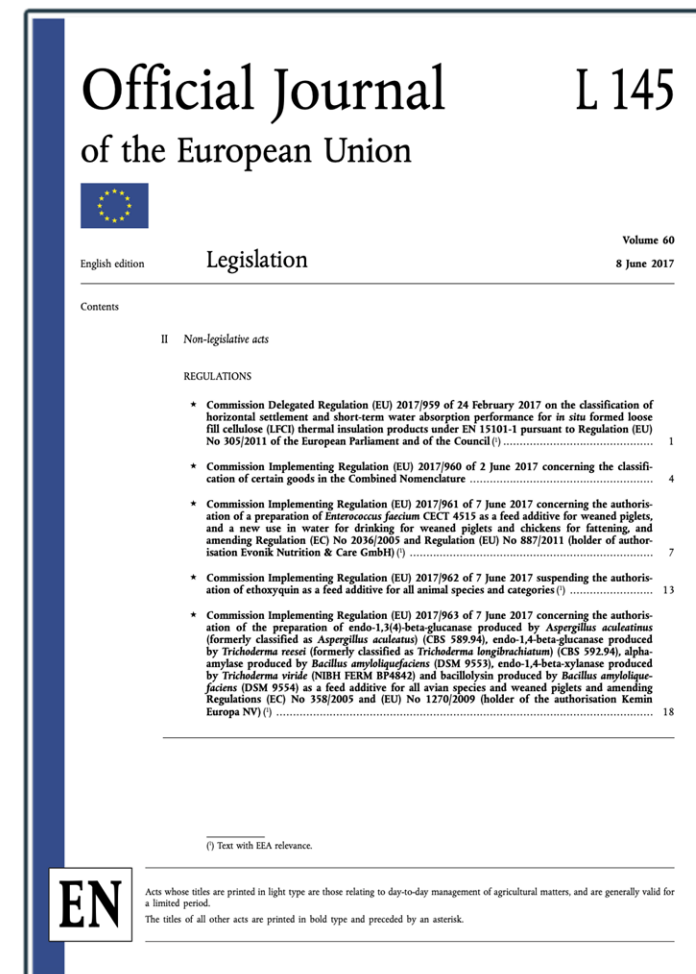 Official Journal L 145
of the European Union
Volume 60
English edition Legislation 8 June 2017
Contents
II Non-legislative acts
REGULATIONS
★ Commission Delegated Regulation (EU) 2017/959 of 24 February 2017 on the classification of
horizontal settlement and short-term water absorption performance for in situ formed loose
fill cellulose (LFCI) thermal insulation products under EN 15101-1 pursuant to Regulation (EU)
No 305/2011 of the European Parliament and of the Council (¹) ........................................ 1
★ Commission Implementing Regulation (EU) 2017/960 of 2 June 2017 concerning the classifi-
cation of certain goods in the Combined Nomenclature ................................................ 4
★ Commission Implementing Regulation (EU) 2017/961 of 7 June 2017 concerning the authoris-
ation of a preparation of Enterococcus faecium CECT 4515 as a feed additive for weaned piglets,
and a new use in water for drinking for weaned piglets and chickens for fattening, and
amending Regulation (EC) No 2036/2005 and Regulation (EU) No 887/2011 (holder of author-
isation Evonik Nutrition & Care GmbH) (¹) ................................................................ 7
★ Commission Implementing Regulation (EU) 2017/962 of 7 June 2017 suspending the authoris-
ation of ethoxyquin as a feed additive for all animal species and categories (¹) ...................... 13
★ Commission Implementing Regulation (EU) 2017/963 of 7 June 2017 concerning the authoris-
ation of the preparation of endo-1,3(4)-beta-glucanase produced by Aspergillus aculeatinus
(formerly classified as Aspergillus aculeatus) (CBS 589.94), endo-1,4-beta-glucanase produced
by Trichoderma reesei (formerly classified as Trichoderma longibrachiatum) (CBS 592.94), alpha-
amylase produced by Bacillus amyloliquefaciens (DSM 9553), endo-1,4-beta-xylanase produced
by Trichoderma viride (NIBH FERM BP4842) and bacillolysin produced by Bacillus amylolique-
faciens (DSM 9554) as a feed additive for all avian species and weaned piglets and amending
Regulations (EC) No 358/2005 and (EU) No 1270/2009 (holder of the authorisation Kemin
Europa NV) (¹) ............................................................................................ 18
(¹) Text with EEA relevance.
EN
Acts whose titles are printed in light type are those relating to day-to-day management of agricultural matters, and are generally valid for
a limited period.
The titles of all other acts are printed in bold type and preceded by an asterisk.